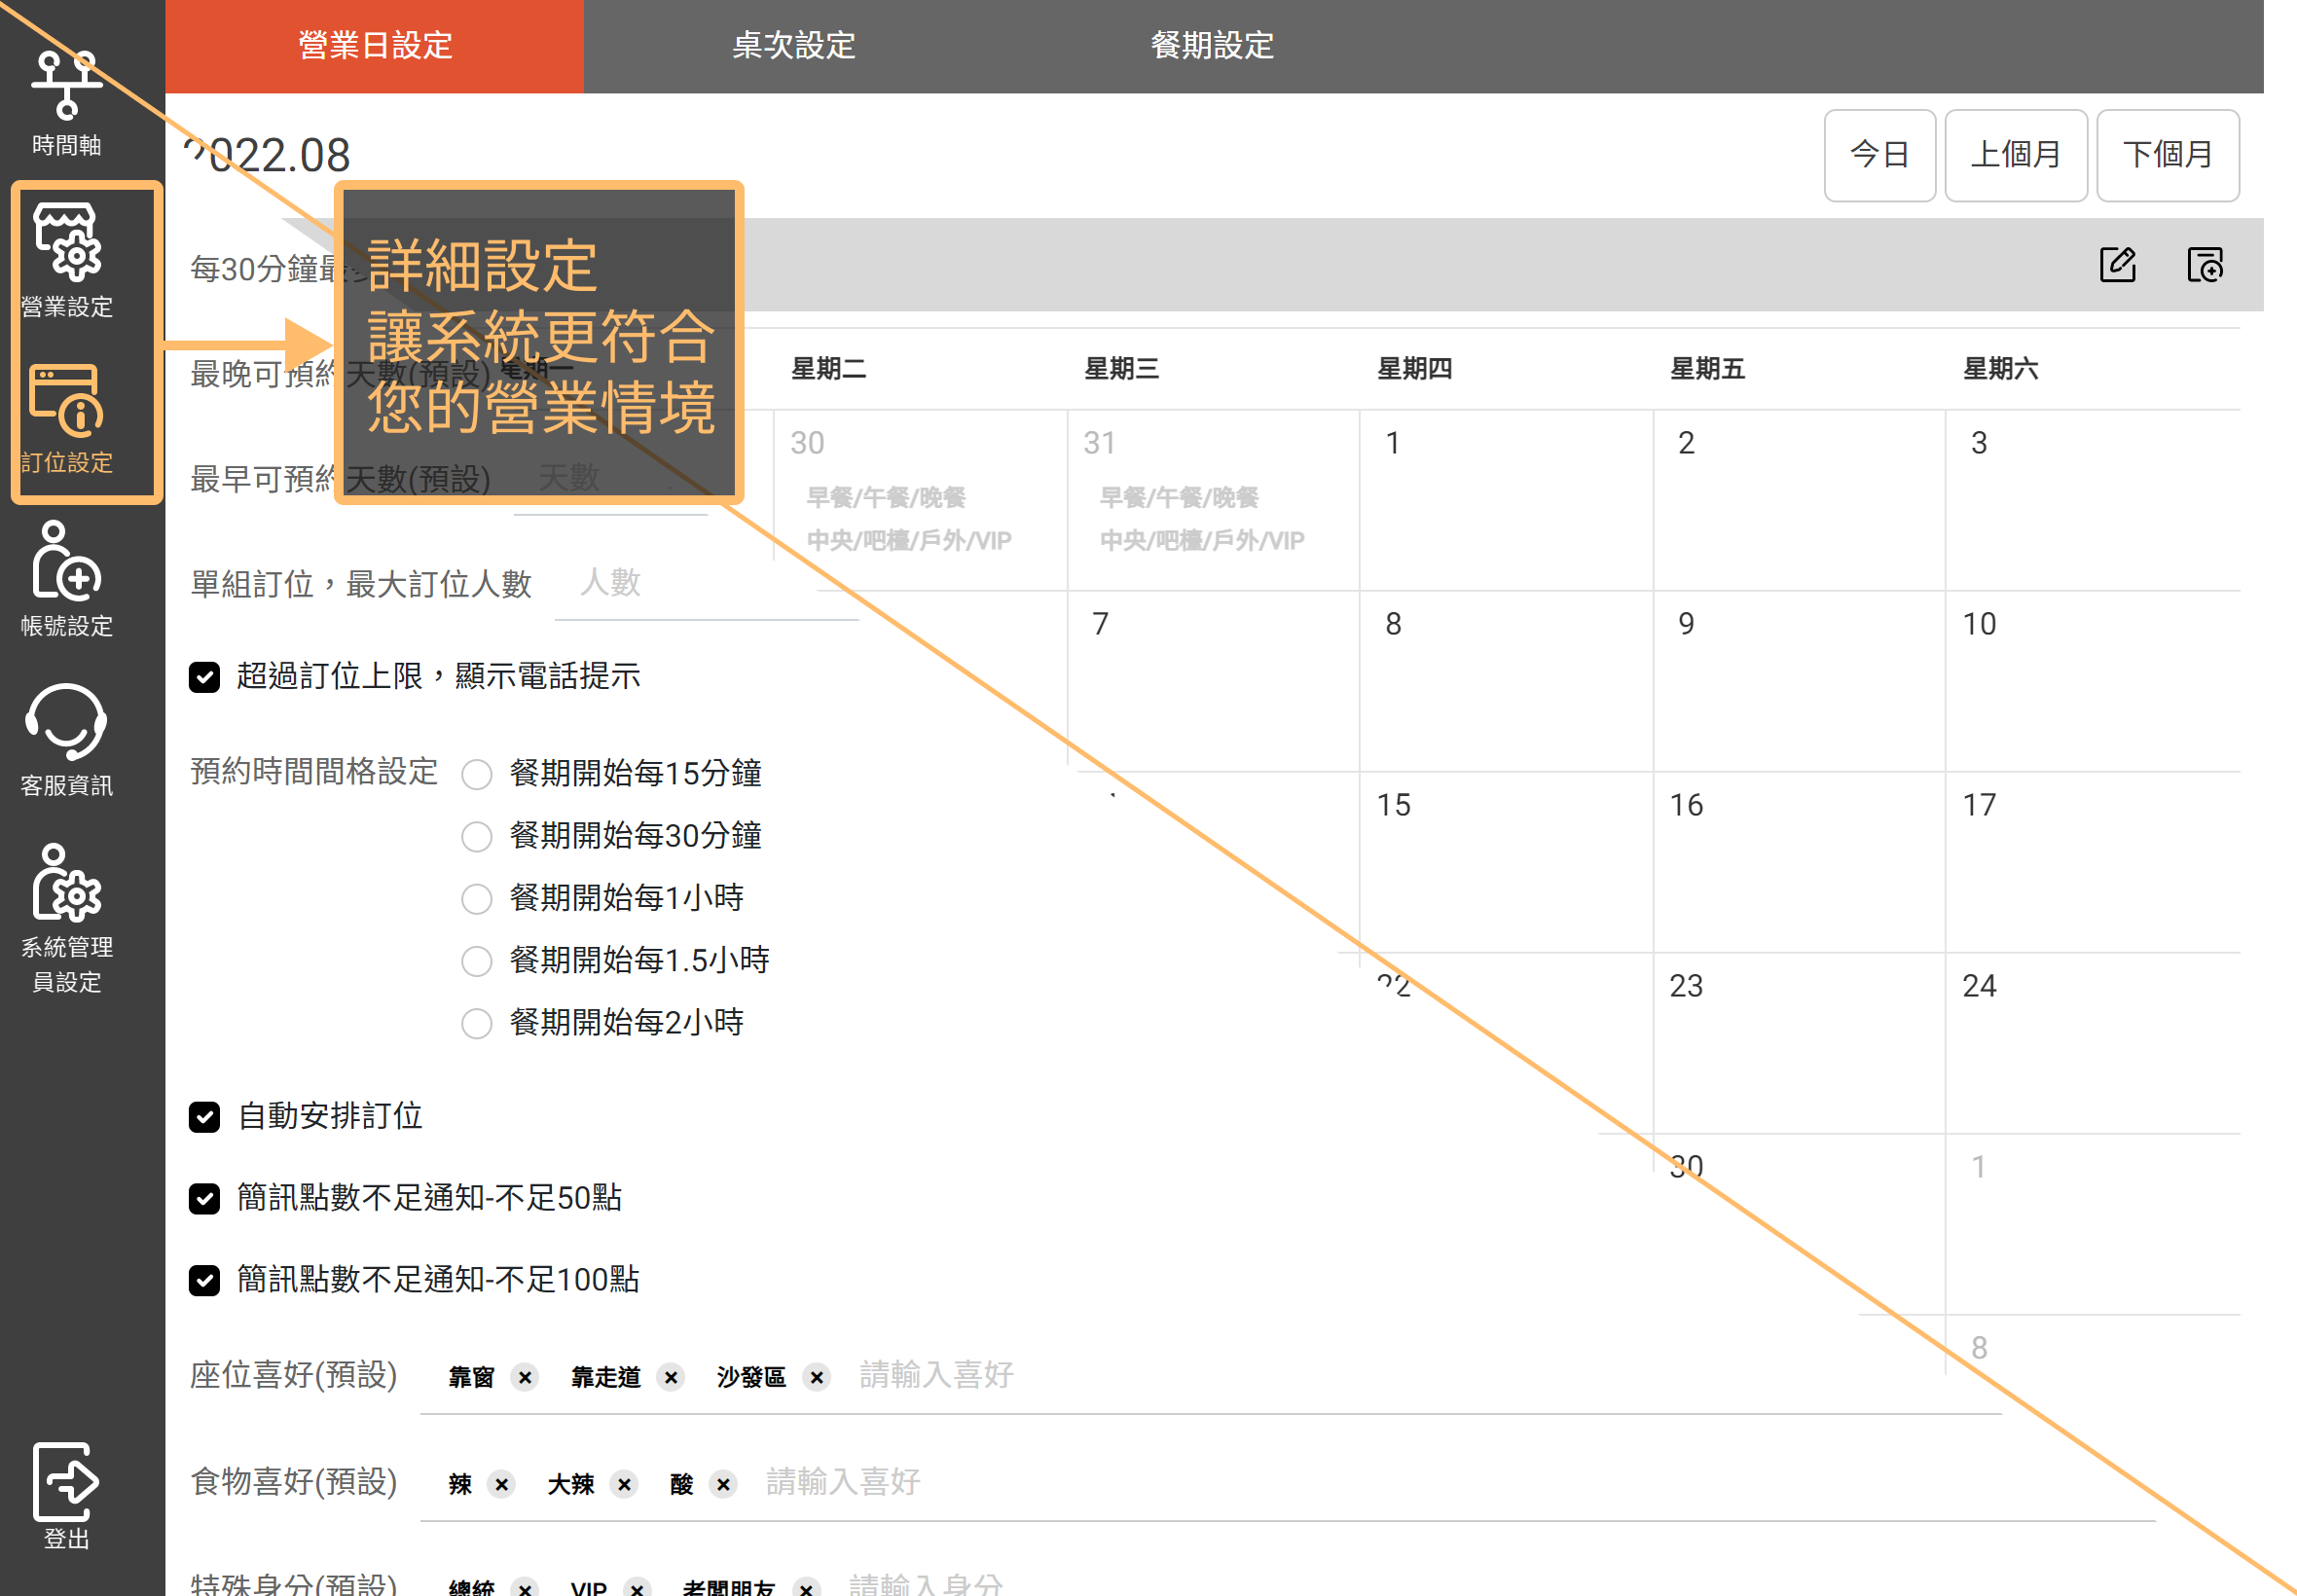 營業日設定
桌次設定
餐期設定
時間軸
營業設定
訂位設定
帳號設定
客服資訊
系統管理
員設定
登出
2022.08
今日
上個月
下個月
詳細設定
讓系統更符合
您的營業情境
每30分鐘最
最晚可預約天數(預設)
星期一
星期二
星期三
星期四
星期五
星期六
最早可預約天數(預設)
天數
30
31
1
2
3
早餐/午餐/晚餐
中央/吧檯/戶外/VIP
早餐/午餐/晚餐
中央/吧檯/戶外/VIP
單組訂位，最大訂位人數
人數
7
8
9
10
超過訂位上限，顯示電話提示
預約時間間格設定
餐期開始每15分鐘
餐期開始每30分鐘
餐期開始每1小時
餐期開始每1.5小時
餐期開始每2小時
15
16
17
22
23
24
30
1
8
自動安排訂位
簡訊點數不足通知-不足50點
簡訊點數不足通知-不足100點
座位喜好(預設)
靠窗
靠走道
沙發區
請輸入喜好
食物喜好(預設)
辣
大辣
酸
請輸入喜好
特殊身分(預設)
總統
VIP
老闆朋友
請輸入身分